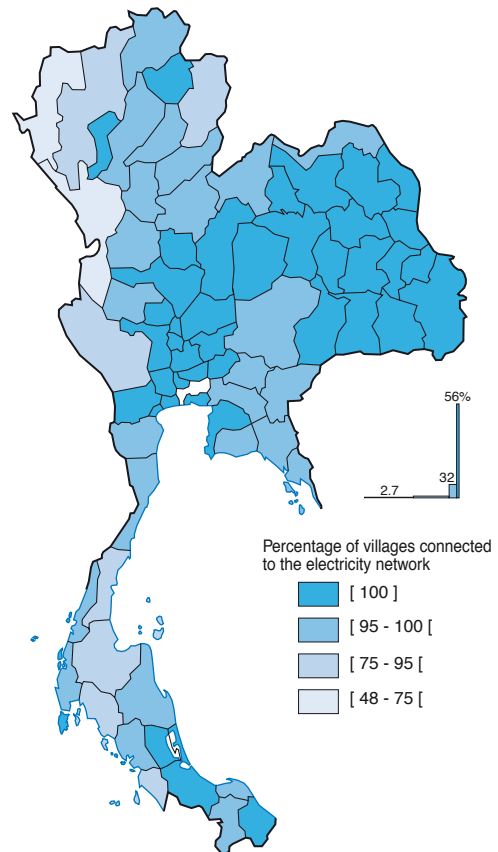 56%
32
2.7
Percentage of villages connected
to the electricity network
[ 100 ]
[ 95 - 100 [
[ 75 - 95 [
[ 48 - 75 [